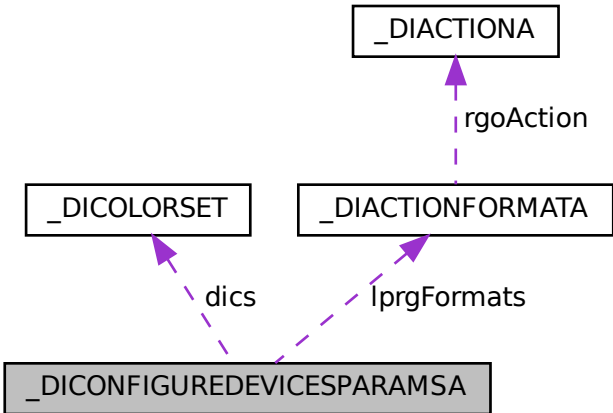 _DIACTIONA
rgoAction
_DICOLORSET
_DIACTIONFORMATA
dics
lprgFormats
_DICONFIGUREDEVICESPARAMSA